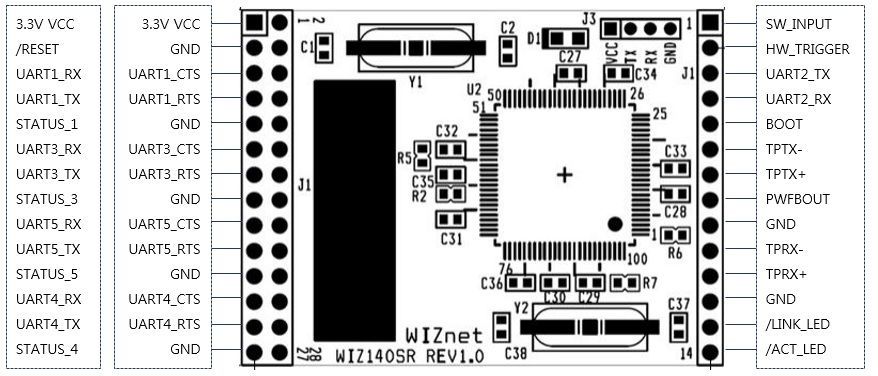 3.3V VCC
/RESET
UART1_RX
UART1_TX
STATUS_1
UART3_RX
UART3_TX
STATUS_3
UART5_RX
UART5_TX
STATUS_5
UART4_RX
UART4_TX
STATUS_4
3.3V VCC
GND
UART1_CTS
UART1_RTS
GND
UART3_CTS
UART3_RTS
GND
UART5_CTS
UART5_RTS
GND
UART4_CTS
UART4_RTS
GND
1 2
C1
Y1
C2
D1
J3
1
VCC
TX
RX
GND
C27
C34
J1
U2
50
51
26
25
C32
R5
C35
R2
C31
J1
C33
C28
1
R6
76
100
C36
C30
C29
R7
Y2
C37
C38
WIZnet
WIZ140SR REV1.0
27
28
14
SW_INPUT
HW_TRIGGER
UART2_TX
UART2_RX
BOOT
TPTX-
TPTX+
PWFBOUT
GND
TPRX-
TPRX+
GND
/LINK_LED
/ACT_LED